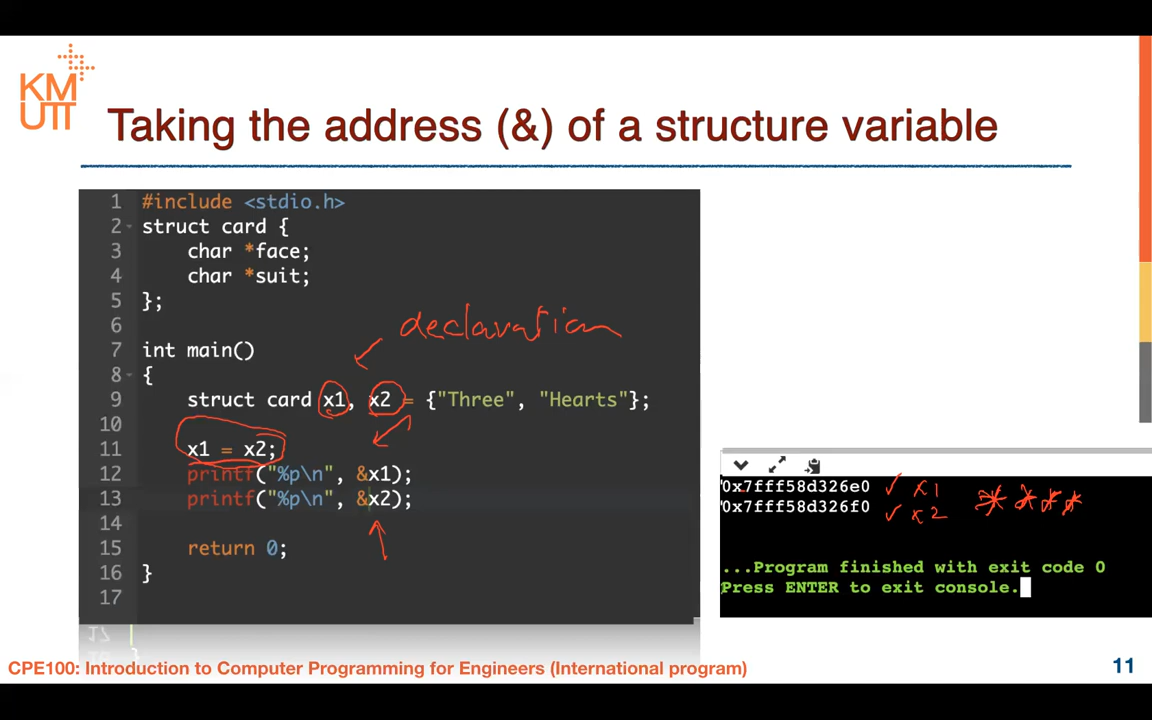 KM
UTT
Taking the address (&) of a structure variable
1 #include <stdio.h>
2 struct card {
3 char *face;
4 char *suit;
5 };
6
declaration
7 int main()
8 {
9 struct card x1, x2 = {"Three", "Hearts"};
10
11 x1 = x2;
12 printf("%p\n", &x1);
13 printf("%p\n", &x2);
14
15 return 0;
16 }
17
0x7fff58d326e0 ✓ x1
0x7fff58d326f0 ✓ x2
...Program finished with exit code 0
Press ENTER to exit console.
CPE100: Introduction to Computer Programming for Engineers (International program)
11